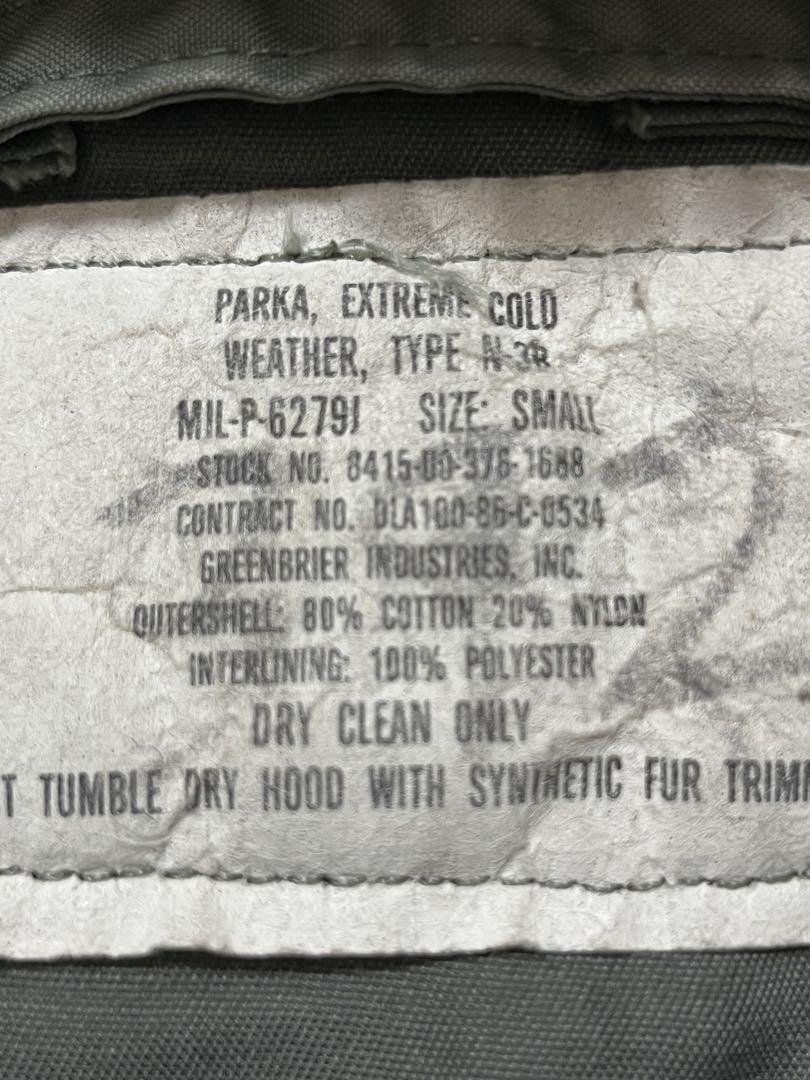 PARKA, EXTREME COLD
WEATHER, TYPE N-3B
MIL-P-6279J SIZE: SMALL
STOCK NO. 8415-00-376-1688
CONTRACT NO. DLA100-86-C-0534
GREENBRIER INDUSTRIES, INC.
OUTERSHELL: 80% COTTON 20% NYLON
INTERLINING: 100% POLYESTER
DRY CLEAN ONLY
T TUMBLE DRY HOOD WITH SYNTHETIC FUR TRIM